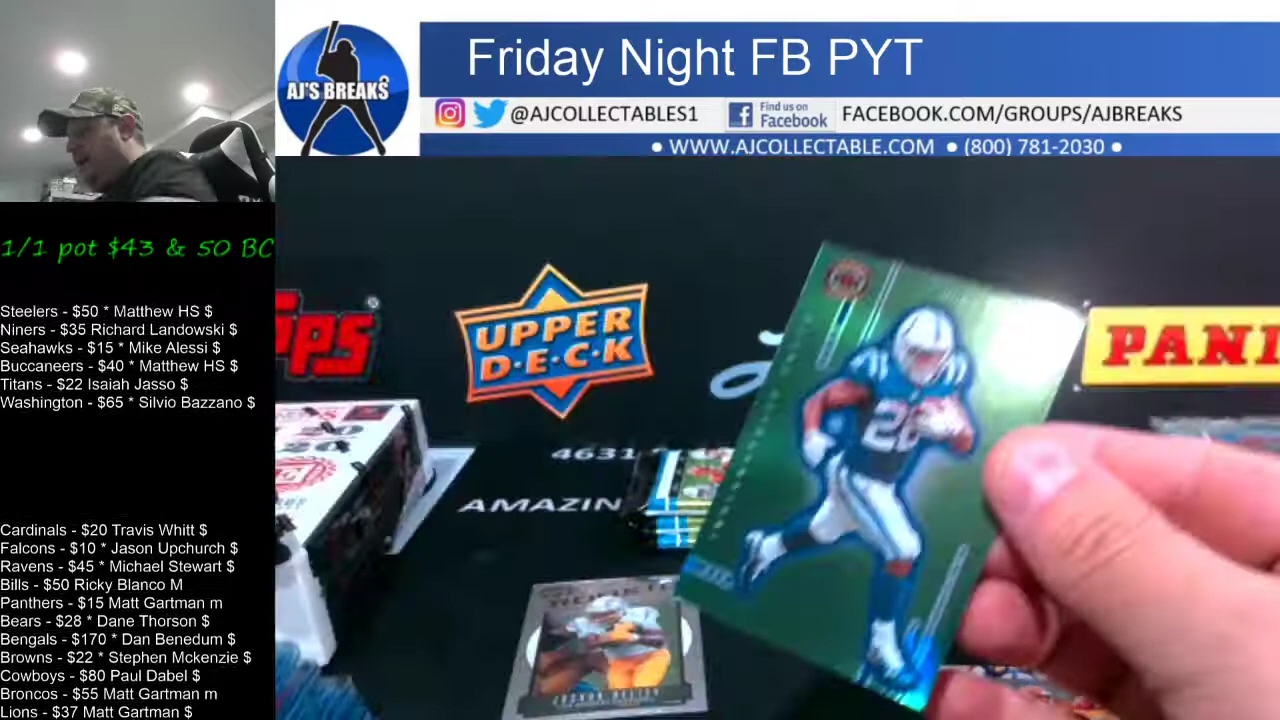 Friday Night FB PYT
AJ'S BREAKS
@AJCOLLECTABLES1
Find us on
Facebook
FACEBOOK.COM/GROUPS/AJBREAKS
• WWW.AJCOLLECTABLE.COM • (800) 781-2030 •
1/1 pot $43 & 50 BC
Steelers - $50 * Matthew HS $
Niners - $35 Richard Landowski $
Seahawks - $15 * Mike Alessi $
Buccaneers - $40 * Matthew HS $
Titans - $22 Isaiah Jasso $
Washington - $65 * Silvio Bazzano $
Cardinals - $20 Travis Whitt $
Falcons - $10 * Jason Upchurch $
Ravens - $45 * Michael Stewart $
Bills - $50 Ricky Blanco M
Panthers - $15 Matt Gartman m
Bears - $28 * Dane Thorson $
Bengals - $170 * Dan Benedum $
Browns - $22 * Stephen Mckenzie $
Cowboys - $80 Paul Dabel $
Broncos - $55 Matt Gartman m
Lions - $37 Matt Gartman $
UPPER
D·E·C·K
PANI
4631
AMAZIN